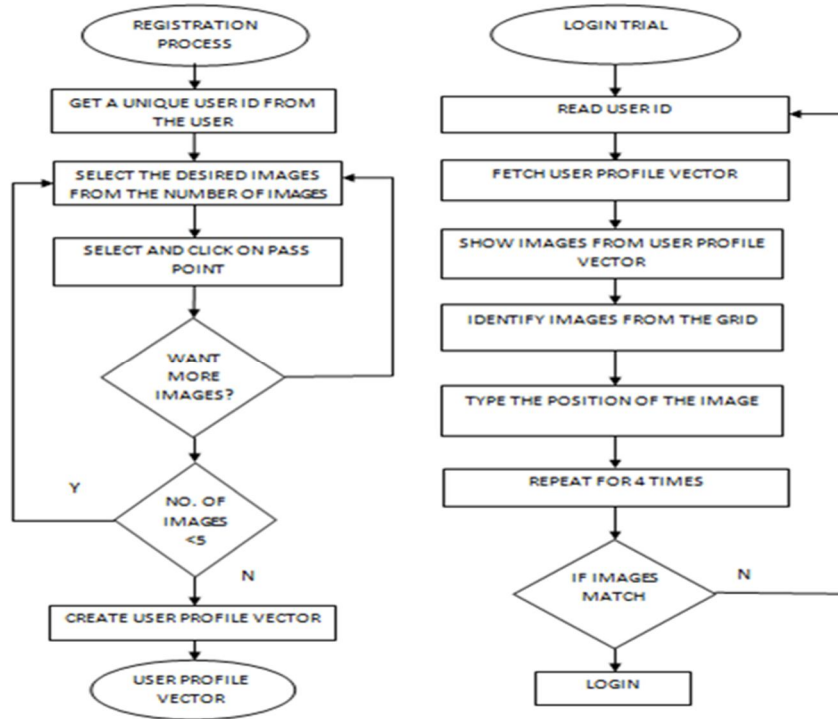 REGISTRATION
PROCESS
GET A UNIQUE USER ID FROM
THE USER
SELECT THE DESIRED IMAGES
FROM THE NUMBER OF IMAGES
SELECT AND CLICK ON PASS
POINT
WANT
MORE
IMAGES?
Y
NO. OF
IMAGES
<5
N
CREATE USER PROFILE VECTOR
USER PROFILE
VECTOR
LOGIN TRIAL
READ USER ID
FETCH USER PROFILE VECTOR
SHOW IMAGES FROM USER PROFILE
VECTOR
IDENTIFY IMAGES FROM THE GRID
TYPE THE POSITION OF THE IMAGE
REPEAT FOR 4 TIMES
IF IMAGES
MATCH
N
LOGIN